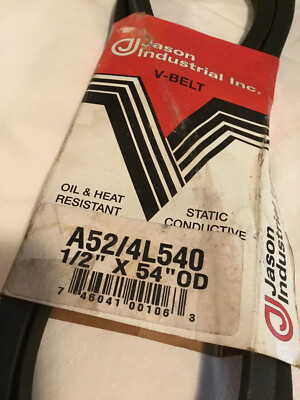 Jason
Industrial Inc.
V-BELT
OIL & HEAT
RESISTANT
STATIC
CONDUCTIVE
A52/4L540
1/2" X 54"OD
7 46041 00106 3
Jason
Industrial